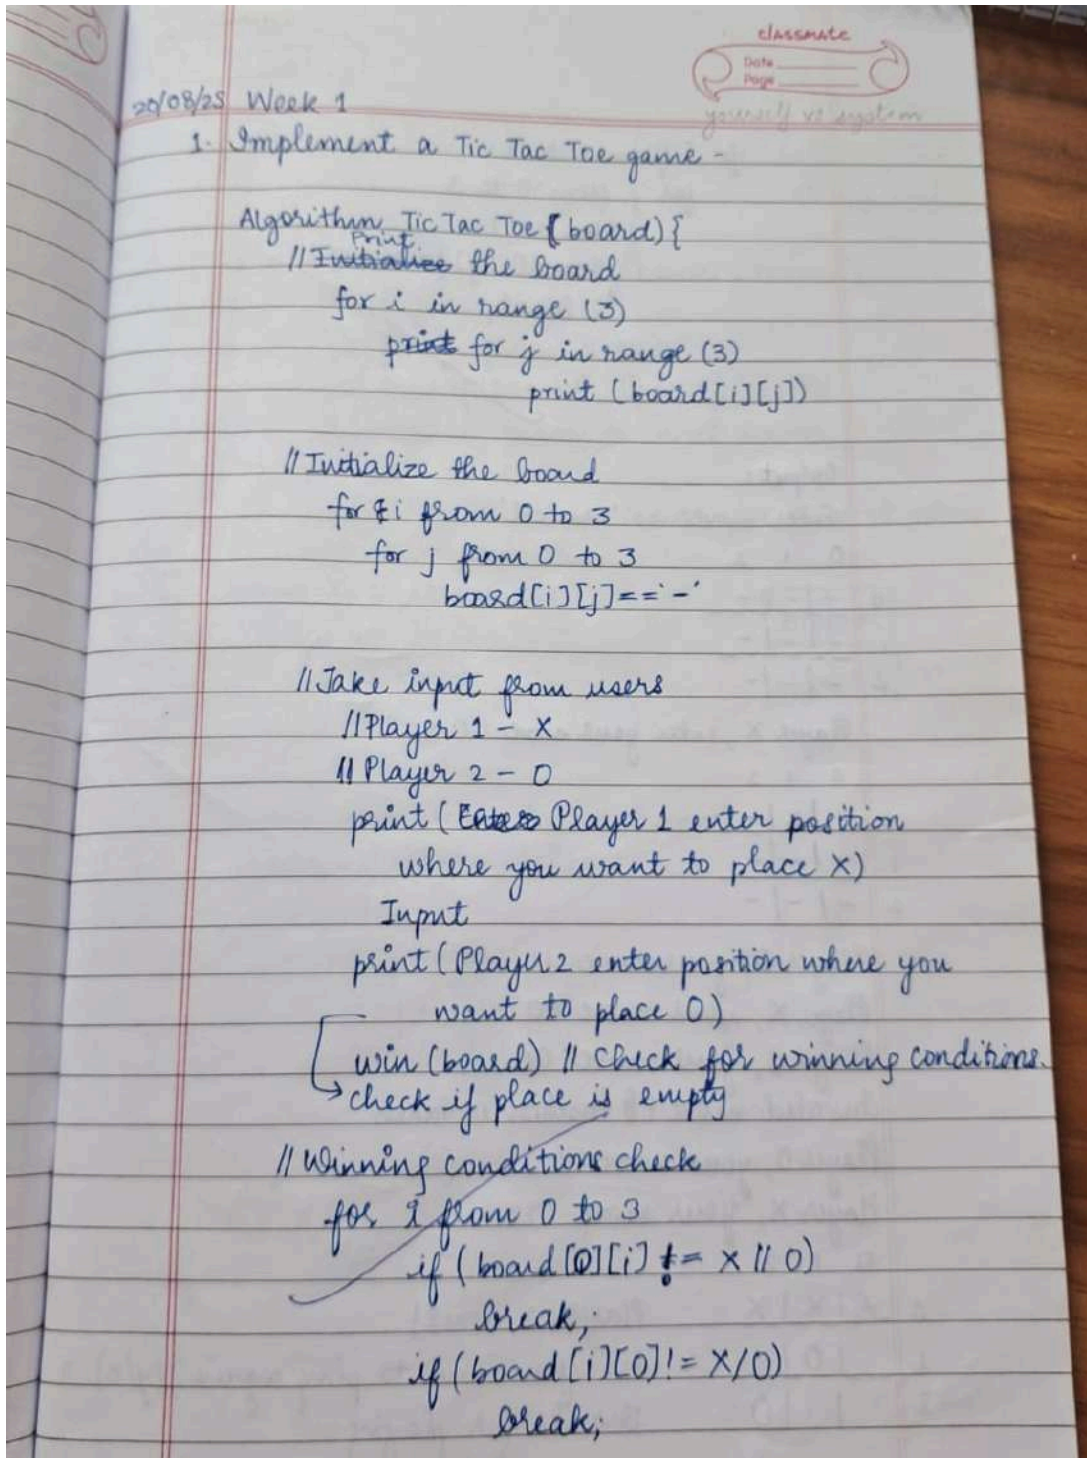 classmate
Date
Page
yourself vs system
20/08/25 Week 1
1. Implement a Tic Tac Toe game -
Algorithm Tic Tac Toe (board) {
// Initialize Print the board
for i in range (3)
print for j in range (3)
print (board[i][j])
// Initialize the board
for i from 0 to 3
for j from 0 to 3
board[i][j]=='-'
// Take input from users
// Player 1 - X
// Player 2 - O
print (Enter Player 1 enter position
where you want to place X)
Input
print (Player 2 enter position where you
want to place O)
win (board) // Check for winning conditions.
check if place is empty
// Winning conditions check
for i from 0 to 3
if (board[0][i] != X || O)
break;
if (board[i][0] != X/O)
break;